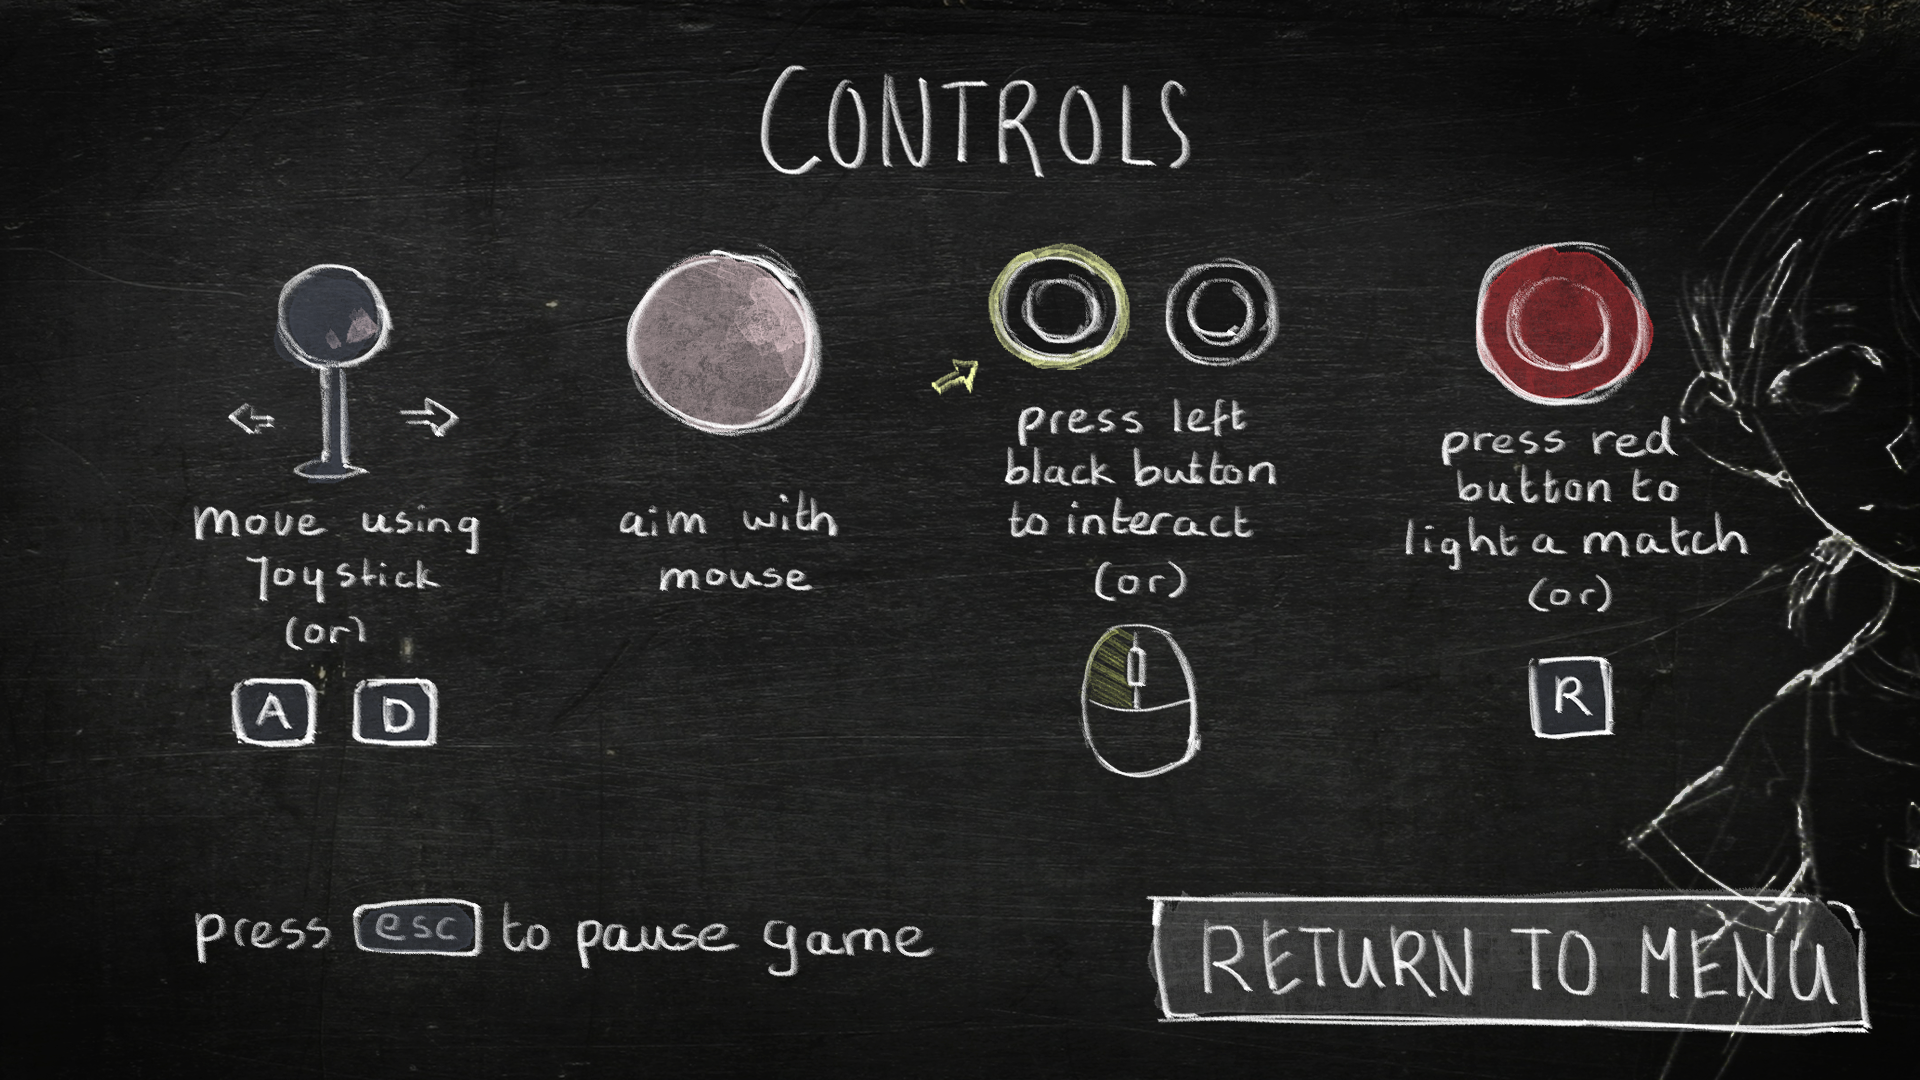 CONTROLS
move using
Joystick
(or)
A D
aim with
mouse
press left
black button
to interact
(or)
press red
button to
light a match
(or)
R
press esc to pause game
RETURN TO MENU